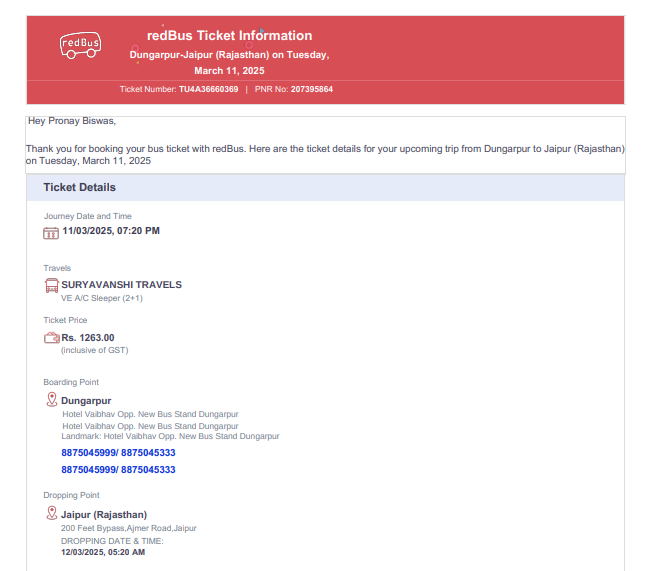 redBus
redBus Ticket Information
Dungarpur-Jaipur (Rajasthan) on Tuesday,
March 11, 2025
Ticket Number: TU4A36660369 | PNR No: 207395864
Hey Pronay Biswas,
Thank you for booking your bus ticket with redBus. Here are the ticket details for your upcoming trip from Dungarpur to Jaipur (Rajasthan)
on Tuesday, March 11, 2025
Ticket Details
Journey Date and Time
11/03/2025, 07:20 PM
Travels
SURYAVANSHI TRAVELS
VE A/C Sleeper (2+1)
Ticket Price
Rs. 1263.00
(inclusive of GST)
Boarding Point
Dungarpur
Hotel Vaibhav Opp. New Bus Stand Dungarpur
Hotel Vaibhav Opp. New Bus Stand Dungarpur
Landmark: Hotel Vaibhav Opp. New Bus Stand Dungarpur
8875045999/ 8875045333
8875045999/ 8875045333
Dropping Point
Jaipur (Rajasthan)
200 Feet Bypass,Ajmer Road,Jaipur
DROPPING DATE & TIME:
12/03/2025, 05:20 AM